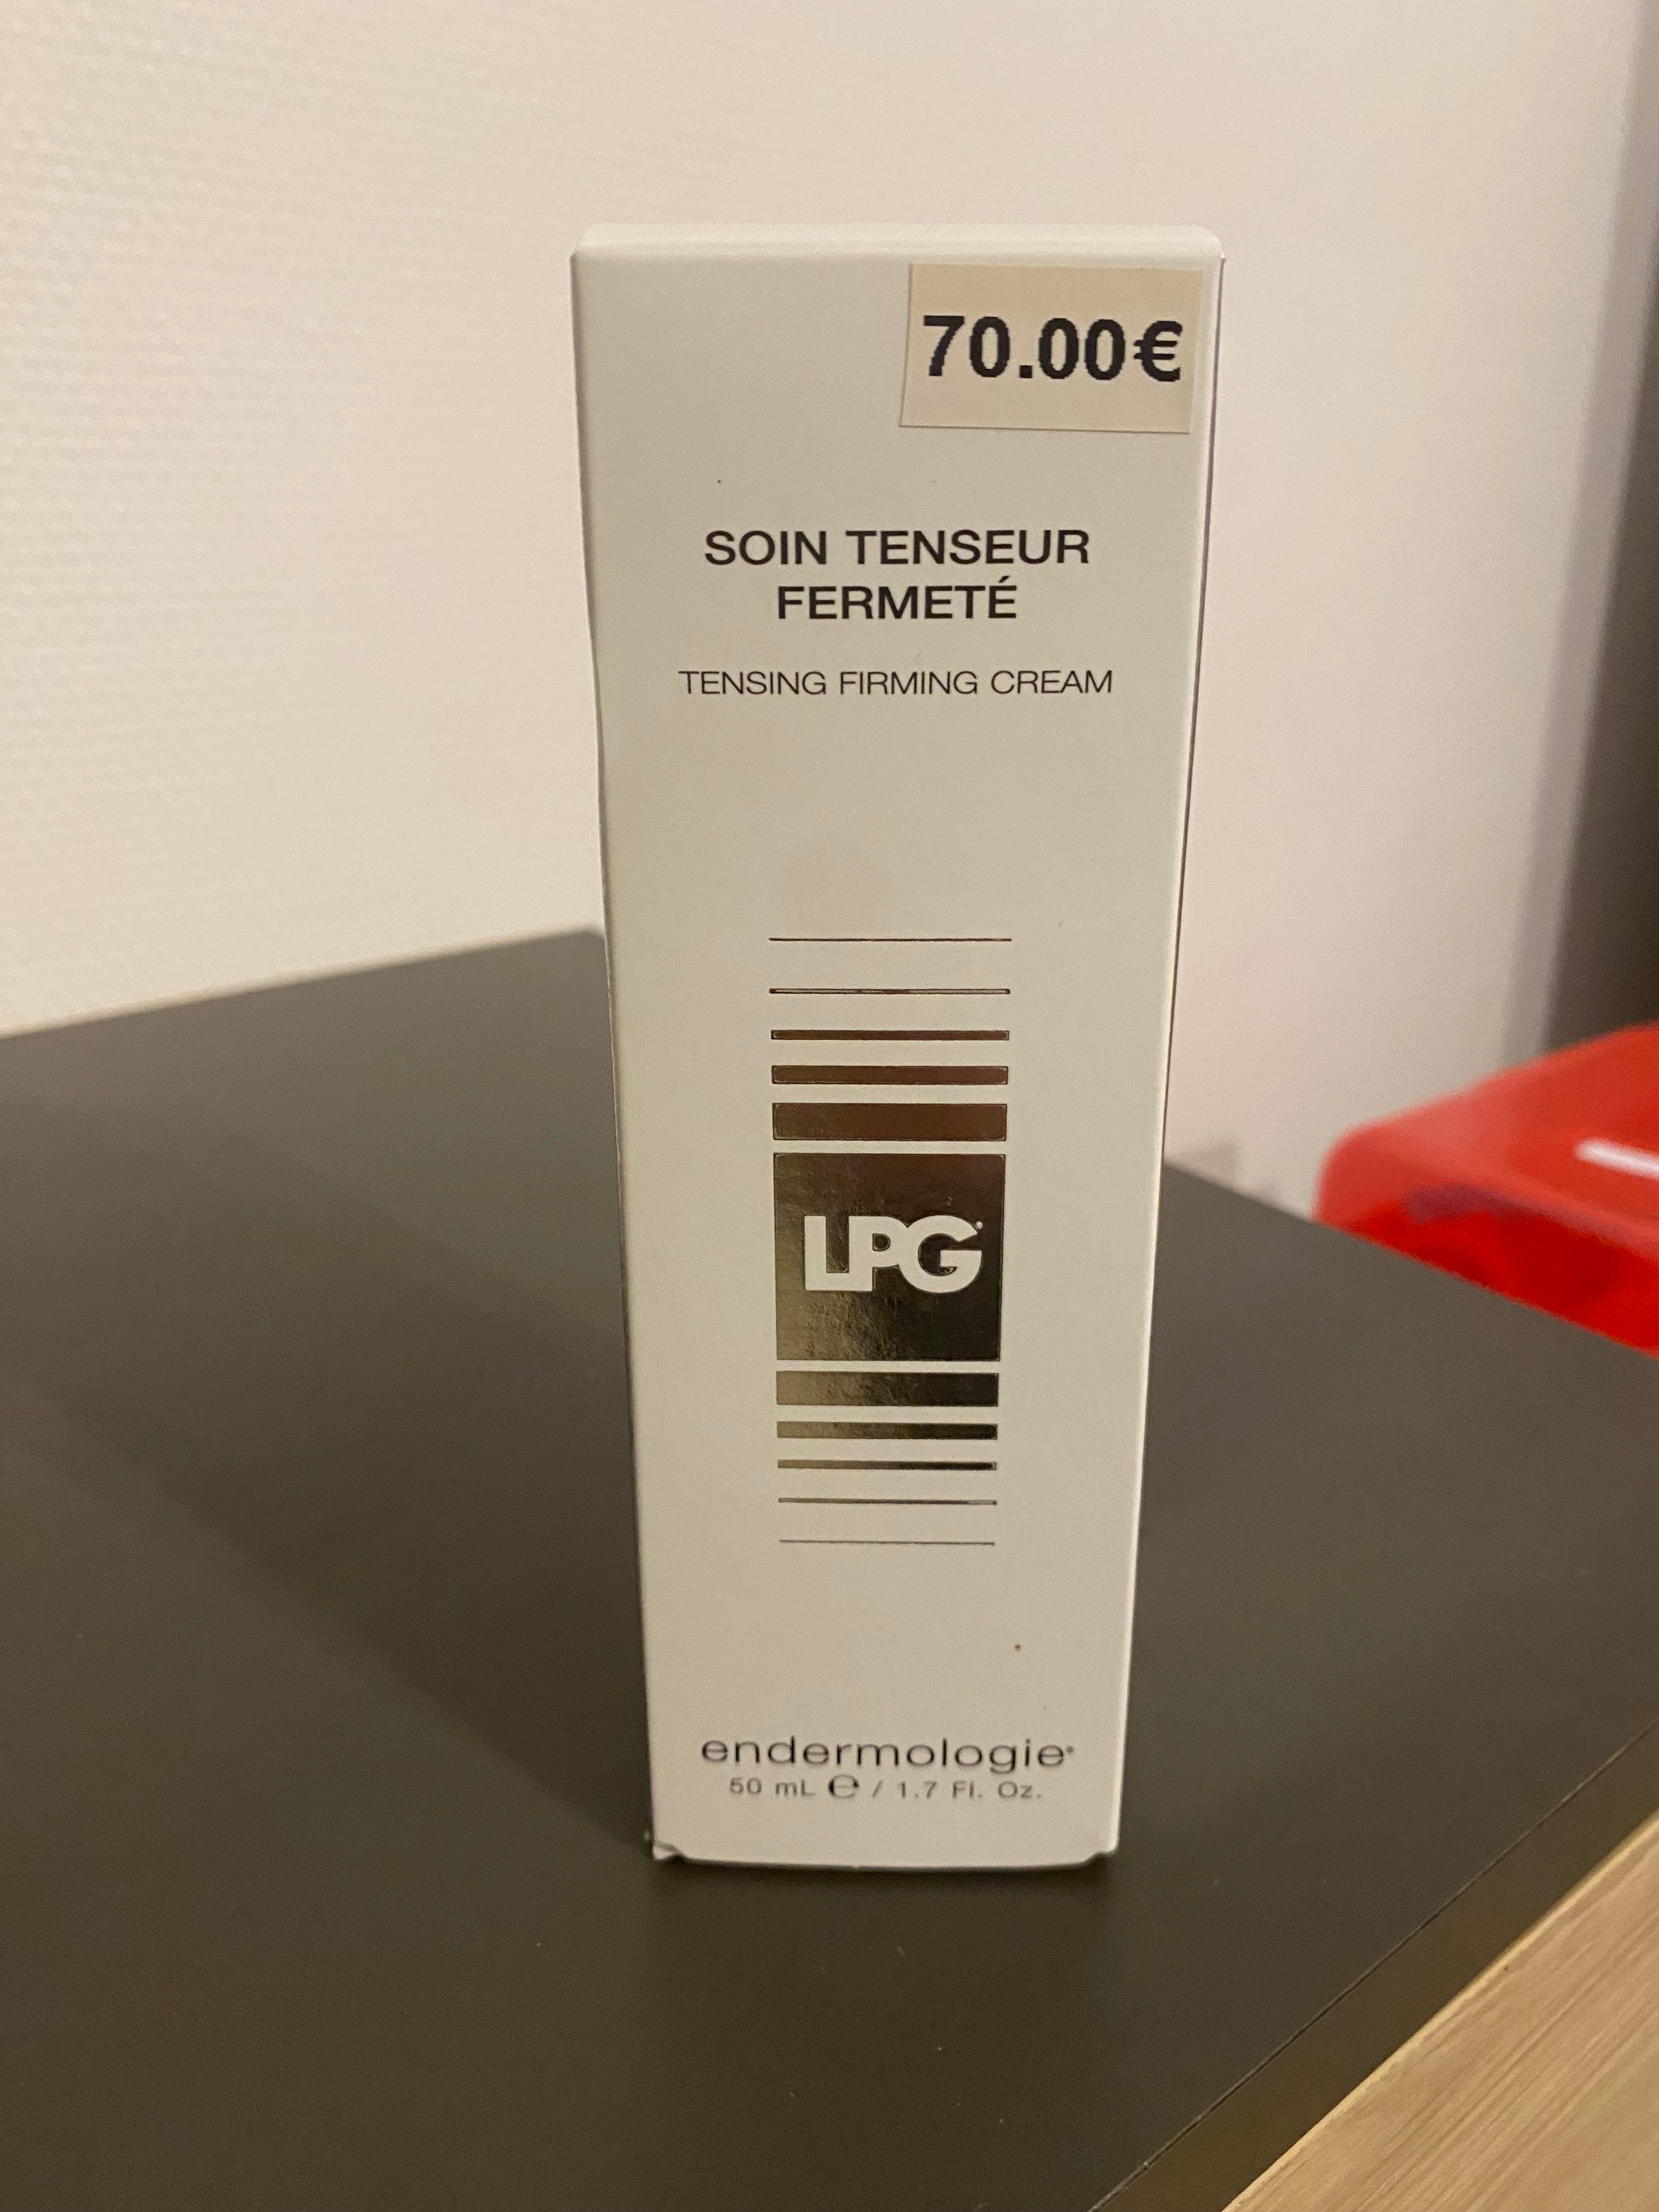 70.00€
SOIN TENSEUR
FERMETÉ
TENSING FIRMING CREAM
LPG®
endermologie®
50 mL ℮ / 1.7 Fl. Oz.